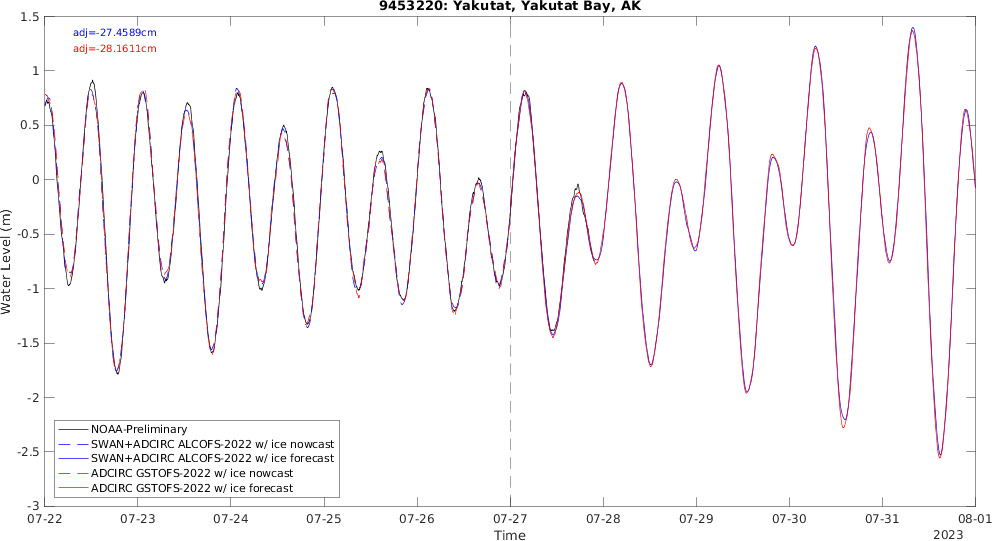 9453220: Yakutat, Yakutat Bay, AK
adj=-27.4589cm
adj=-28.1611cm
Water Level (m)
1.5
1
0.5
0
-0.5
-1
-1.5
-2
-2.5
-3
NOAA-Preliminary
SWAN+ADCIRC ALCOFS-2022 w/ ice nowcast
SWAN+ADCIRC ALCOFS-2022 w/ ice forecast
ADCIRC GSTOFS-2022 w/ ice nowcast
ADCIRC GSTOFS-2022 w/ ice forecast
07-22 07-23 07-24 07-25 07-26 07-27 07-28 07-29 07-30 07-31 08-01
Time
2023